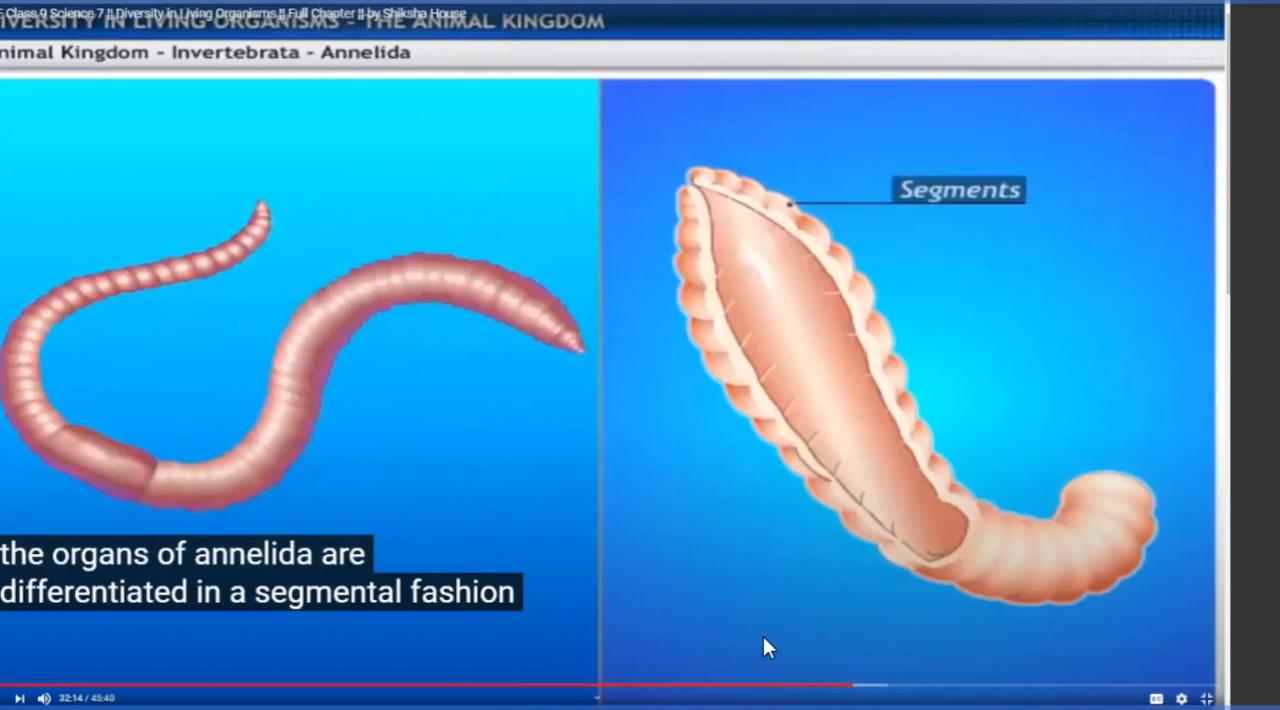 Class 9 Science 7 || Diversity in Living Organisms || Full Chapter || by Shiksha House
IVERSITY IN LIVING ORGANISMS - THE ANIMAL KINGDOM
nimal Kingdom - Invertebrata - Annelida
Segments
the organs of annelida are
differentiated in a segmental fashion
32:14 / 45:40